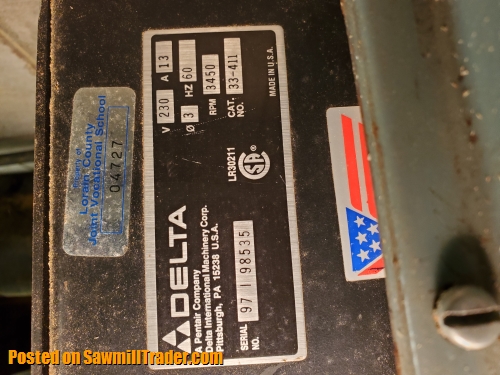 Property of
Lorain County
Joint Vocational School
04727
V 230 A 13
Ø 3 HZ 60
RPM 3450
CAT. NO. 33-411
MADE IN U.S.A.
LR30211
SA
DELTA
A Pentair Company
Delta International Machinery Corp.
Pittsburgh, PA 15238 U.S.A.
SERIAL NO. 97 I 98535
Posted on SawmillTrader.com